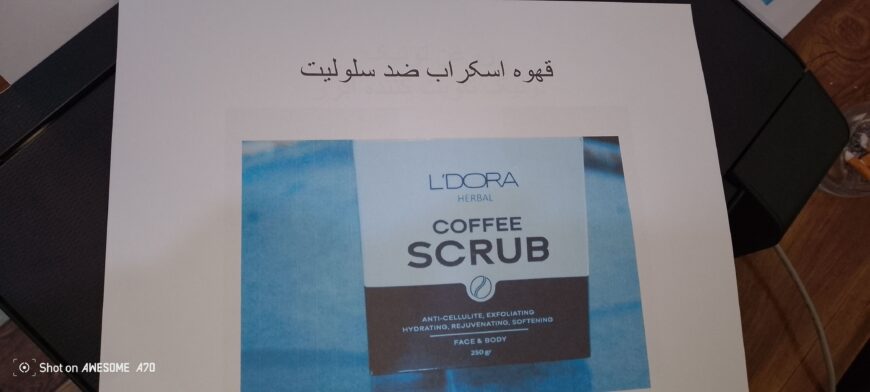 قهوه اسکراب ضد سلولیت
L'DORA
HERBAL
COFFEE
SCRUB
ANTI-CELLULITE, EXFOLIATING
HYDRATING, REJUVENATING, SOFTENING
FACE & BODY
250 gr
Shot on AWESOME A70